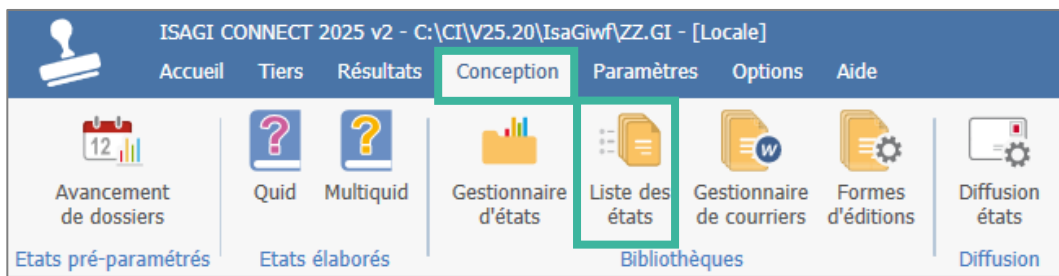 ISAGI CONNECT 2025 v2 - C:\CI\V25.20\IsaGiwf\ZZ.GI - [Locale]
Accueil Tiers Résultats Conception Paramètres Options Aide
12
? ?
W
Avancement de dossiers
Quid
Multiquid
Gestionnaire d'états
Liste des états
Gestionnaire de courriers
Formes d'éditions
Diffusion états
Etats pré-paramétrés Etats élaborés Bibliothèques Diffusion